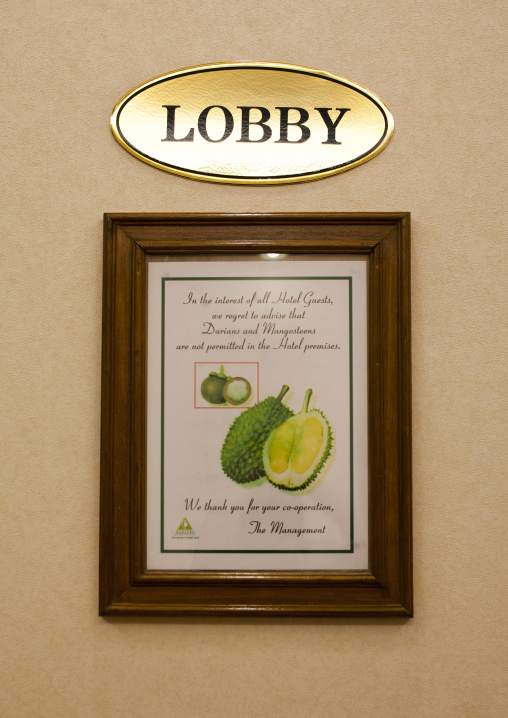 LOBBY
In the interest of all Hotel Guests,
we regret to advise that
Durians and Mangosteens
are not permitted in the Hotel premises.
We thank you for your co-operation,
The Management